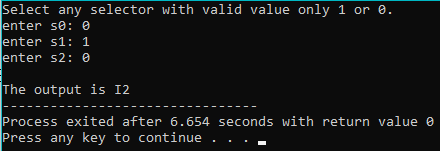 Select any selector with valid value only 1 or 0.
enter s0: 0
enter s1: 1
enter s2: 0
The output is I2
--------------------------------
Process exited after 6.654 seconds with return value 0
Press any key to continue . . .